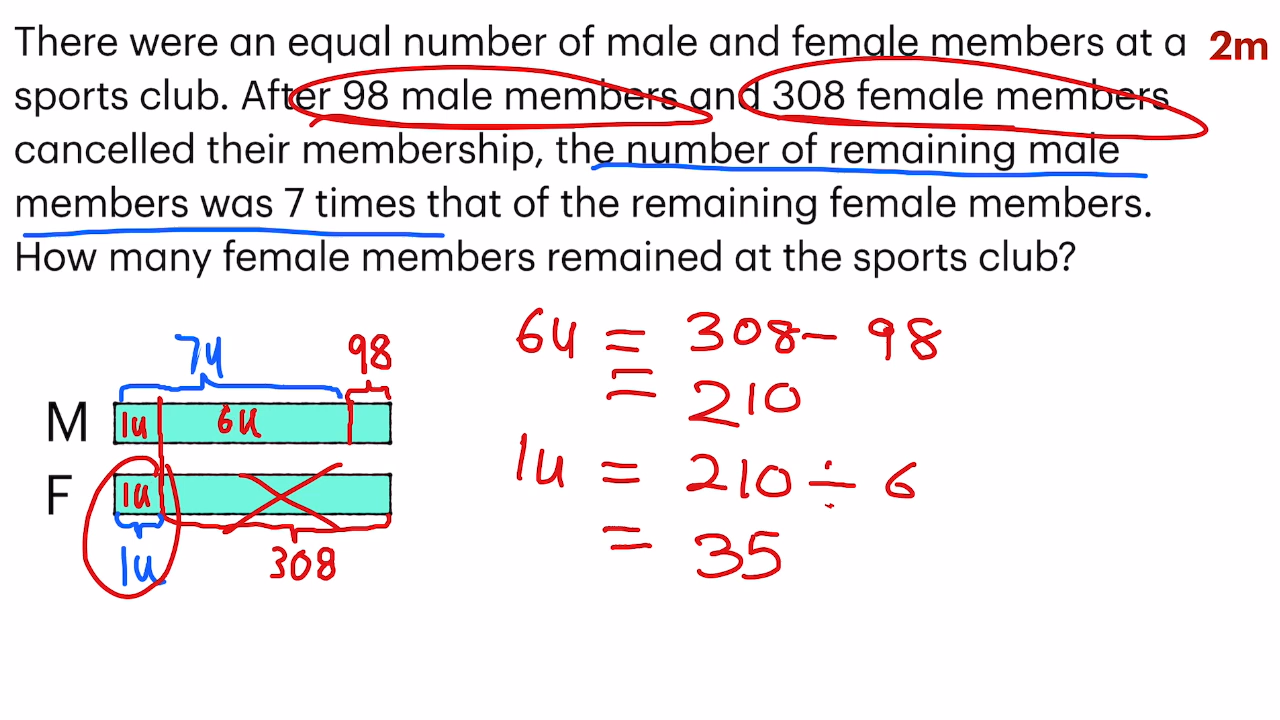 There were an equal number of male and female members at a 2m
sports club. After 98 male members and 308 female members
cancelled their membership, the number of remaining male
members was 7 times that of the remaining female members.
How many female members remained at the sports club?
7u 98
M 1u 6u
F 1u
1u 308
6u = 308 - 98
= 210
1u = 210 ÷ 6
= 35